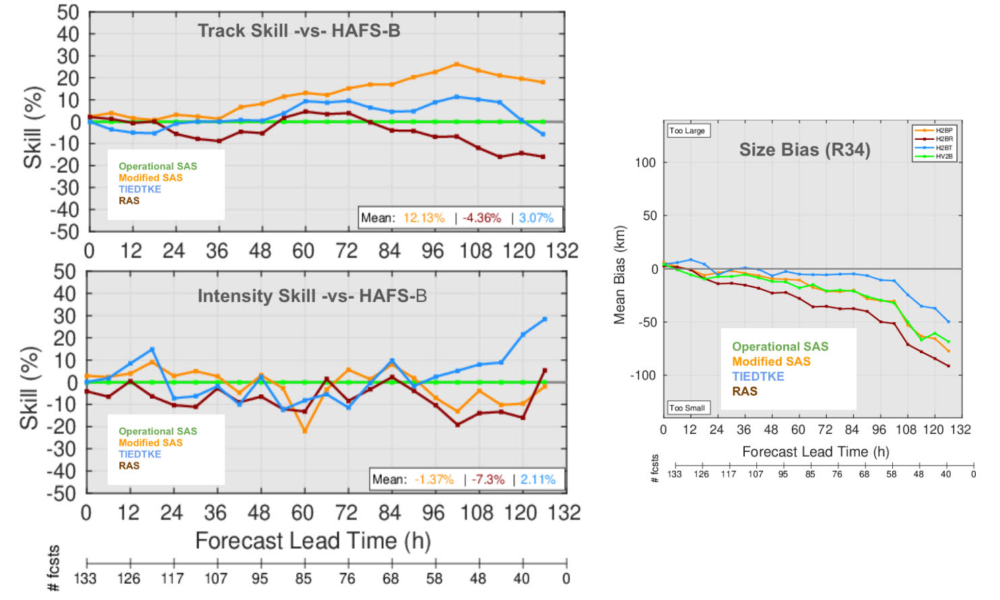 Track Skill -vs- HAFS-B
Skill (%)
50
40
30
20
10
0
-10
-20
-30
-40
-50
Operational SAS
Modified SAS
TIEDTKE
RAS
Mean: 12.13% | -4.36% | 3.07%
0 12 24 36 48 60 72 84 96 108 120 132
Intensity Skill -vs- HAFS-B
Skill (%)
50
40
30
20
10
0
-10
-20
-30
-40
-50
Operational SAS
Modified SAS
TIEDTKE
RAS
Mean: -1.37% | -7.3% | 2.11%
0 12 24 36 48 60 72 84 96 108 120 132
Forecast Lead Time (h)
# fcsts
133 126 117 107 95 85 76 68 58 48 40 0
Too Large
Size Bias (R34)
H2BP
H2BR
H2BT
HV2B
Mean Bias (km)
100
50
0
-50
-100
Operational SAS
Modified SAS
TIEDTKE
RAS
Too Small
0 12 24 36 48 60 72 84 96 108 120 132
Forecast Lead Time (h)
# fcsts
133 126 117 107 95 85 76 68 58 48 40 0